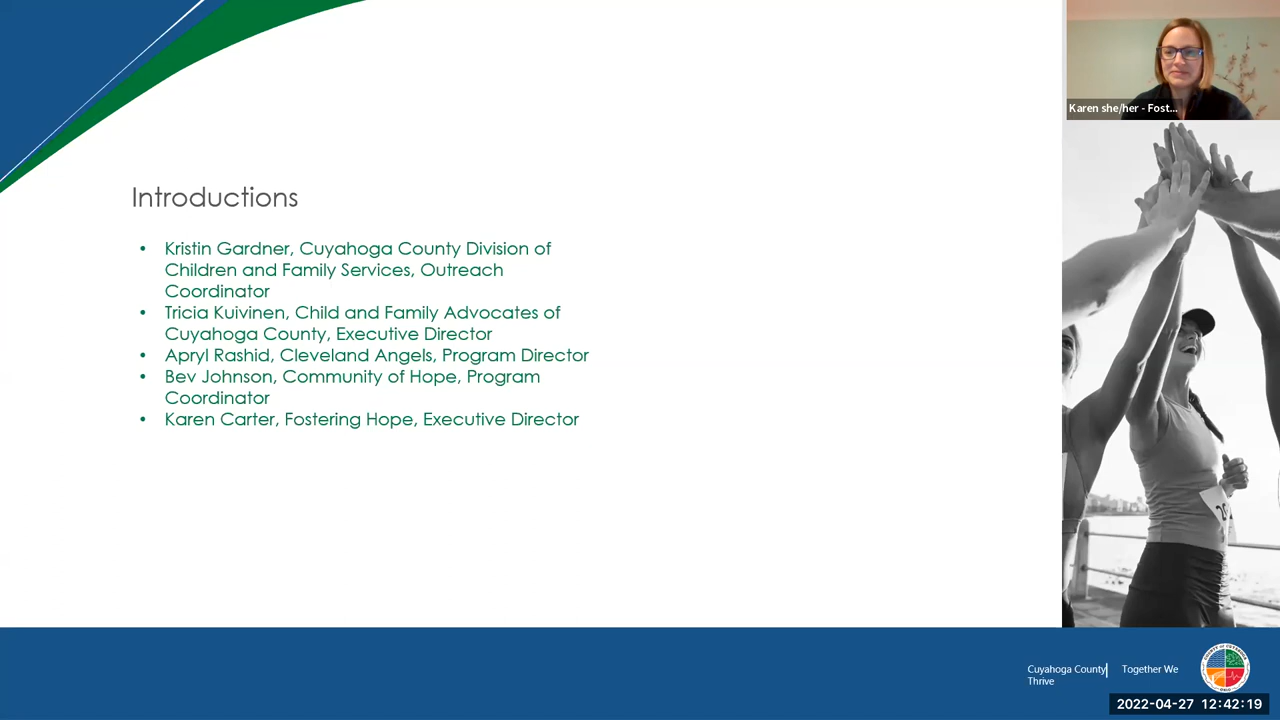 Karen she/her - Fost...
Introductions
• Kristin Gardner, Cuyahoga County Division of
Children and Family Services, Outreach
Coordinator
• Tricia Kuivinen, Child and Family Advocates of
Cuyahoga County, Executive Director
• Apryl Rashid, Cleveland Angels, Program Director
• Bev Johnson, Community of Hope, Program
Coordinator
• Karen Carter, Fostering Hope, Executive Director
Cuyahoga County| Together We
Thrive
2022-04-27 12:42:19